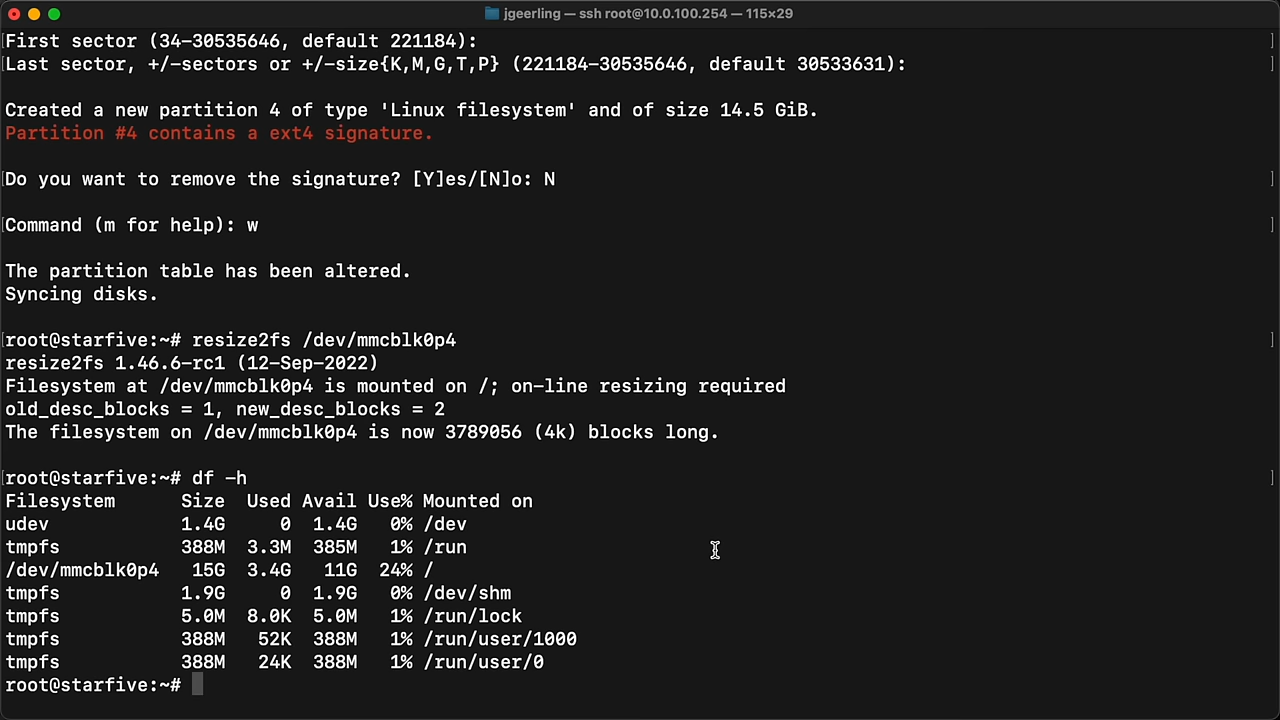 jgeerling — ssh root@10.0.100.254 — 115×29
First sector (34-30535646, default 221184):
Last sector, +/-sectors or +/-size{K,M,G,T,P} (221184-30535646, default 30533631):
Created a new partition 4 of type 'Linux filesystem' and of size 14.5 GiB.
Partition #4 contains a ext4 signature.
Do you want to remove the signature? [Y]es/[N]o: N
Command (m for help): w
The partition table has been altered.
Syncing disks.
root@starfive:~# resize2fs /dev/mmcblk0p4
resize2fs 1.46.6-rc1 (12-Sep-2022)
Filesystem at /dev/mmcblk0p4 is mounted on /; on-line resizing required
old_desc_blocks = 1, new_desc_blocks = 2
The filesystem on /dev/mmcblk0p4 is now 3789056 (4k) blocks long.
root@starfive:~# df -h
Filesystem      Size  Used Avail Use% Mounted on
udev            1.4G     0  1.4G   0% /dev
tmpfs           388M  3.3M  385M   1% /run
/dev/mmcblk0p4   15G  3.4G   11G  24% /
tmpfs           1.9G     0  1.9G   0% /dev/shm
tmpfs           5.0M  8.0K  5.0M   1% /run/lock
tmpfs           388M   52K  388M   1% /run/user/1000
tmpfs           388M   24K  388M   1% /run/user/0
root@starfive:~#